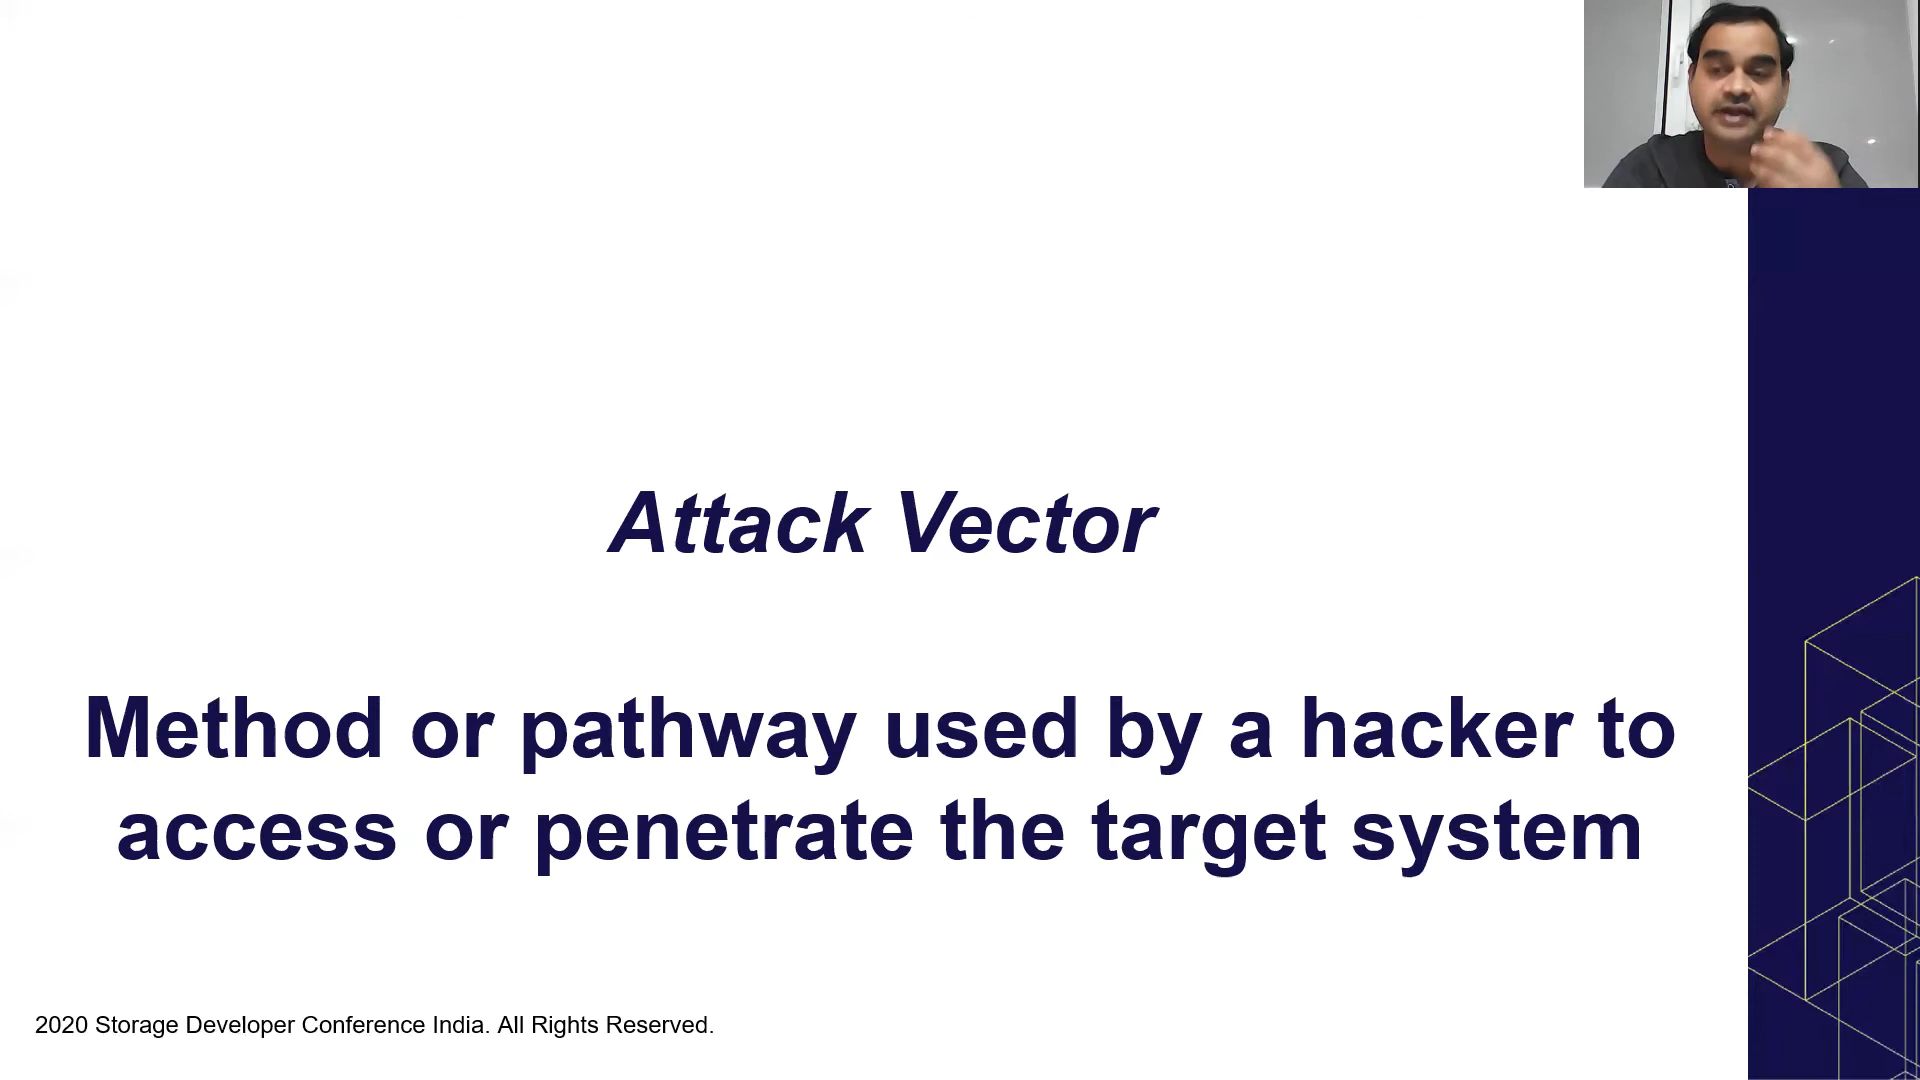 Attack Vector
Method or pathway used by a hacker to
access or penetrate the target system
2020 Storage Developer Conference India. All Rights Reserved.